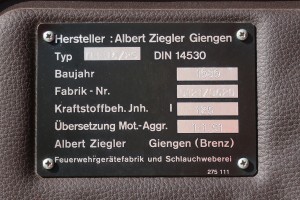 Hersteller : Albert Ziegler Giengen
Typ DIN 14530
Baujahr
Fabrik - Nr.
Kraftstoffbeh. Jnh. l
Übersetzung Mot.-Aggr.
Albert Ziegler Giengen (Brenz)
Feuerwehrgerätefabrik und Schlauchweberei
275 111